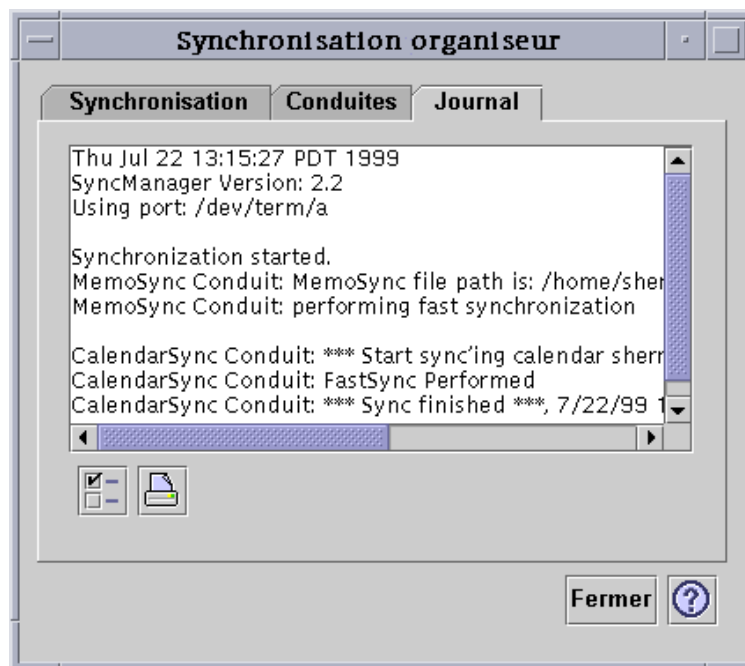 Synchronisation organiseur
Synchronisation Conduites Journal
Thu Jul 22 13:15:27 PDT 1999
SyncManager Version: 2.2
Using port: /dev/term/a
Synchronization started.
MemoSync Conduit: MemoSync file path is: /home/sher
MemoSync Conduit: performing fast synchronization
CalendarSync Conduit: *** Start sync'ing calendar sherr
CalendarSync Conduit: FastSync Performed
CalendarSync Conduit: *** Sync finished ***, 7/22/99 1
Fermer ?